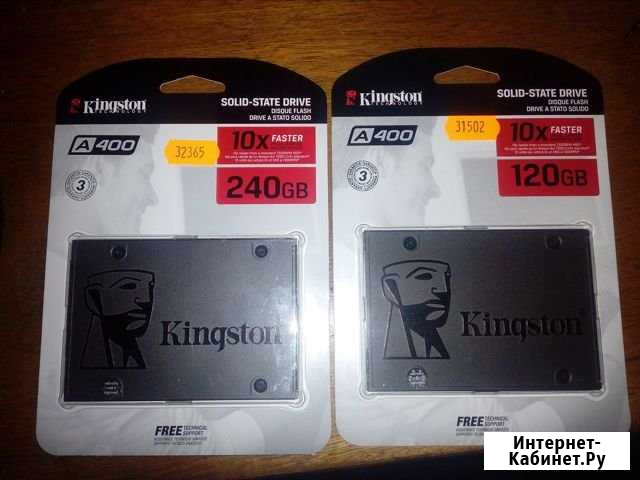 Kingston
TECHNOLOGY
SOLID-STATE DRIVE
DISQUE FLASH
DRIVE A STATO SOLIDO
A400
32365
10x FASTER
240GB
3
Kingston
FREE TECHNICAL SUPPORT
Kingston
TECHNOLOGY
SOLID-STATE DRIVE
DISQUE FLASH
DRIVE A STATO SOLIDO
A400
31502
10x FASTER
120GB
3
Kingston
FREE TECHNICAL SUPPORT
Интернет-
Кабинет.Ру